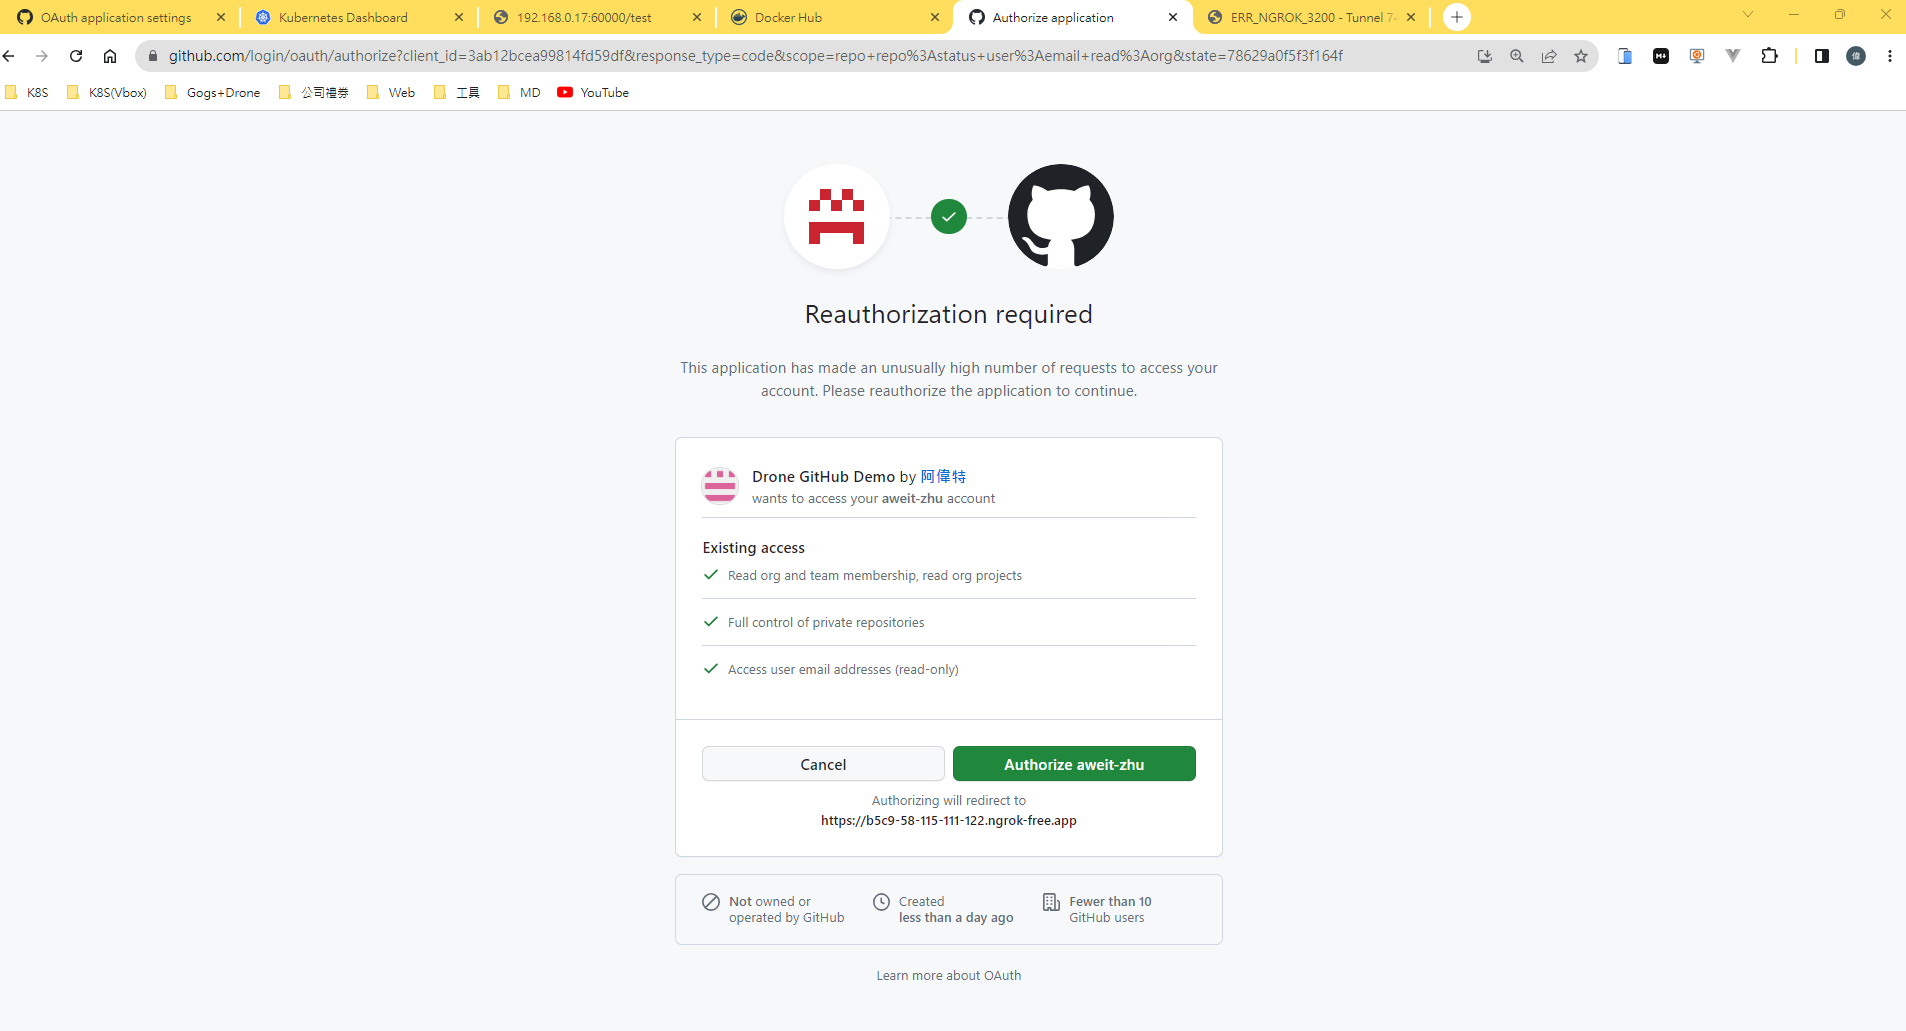 OAuth application settings
Kubernetes Dashboard
192.168.0.17:60000/test
Docker Hub
Authorize application
ERR_NGROK_3200 - Tunnel 7
github.com/login/oauth/authorize?client_id=3ab12bcea99814fd59df&response_type=code&scope=repo+repo%3Astatus+user%3Aemail+read%3Aorg&state=78629a0f5f3f164f
K8S
K8S(Vbox)
Gogs+Drone
公司禮券
Web
工具
MD
YouTube
Reauthorization required
This application has made an unusually high number of requests to access your
account. Please reauthorize the application to continue.
Drone GitHub Demo by 阿偉特
wants to access your aweit-zhu account
Existing access
Read org and team membership, read org projects
Full control of private repositories
Access user email addresses (read-only)
Cancel
Authorize aweit-zhu
Authorizing will redirect to
https://b5c9-58-115-111-122.ngrok-free.app
Not owned or
operated by GitHub
Created
less than a day ago
Fewer than 10
GitHub users
Learn more about OAuth